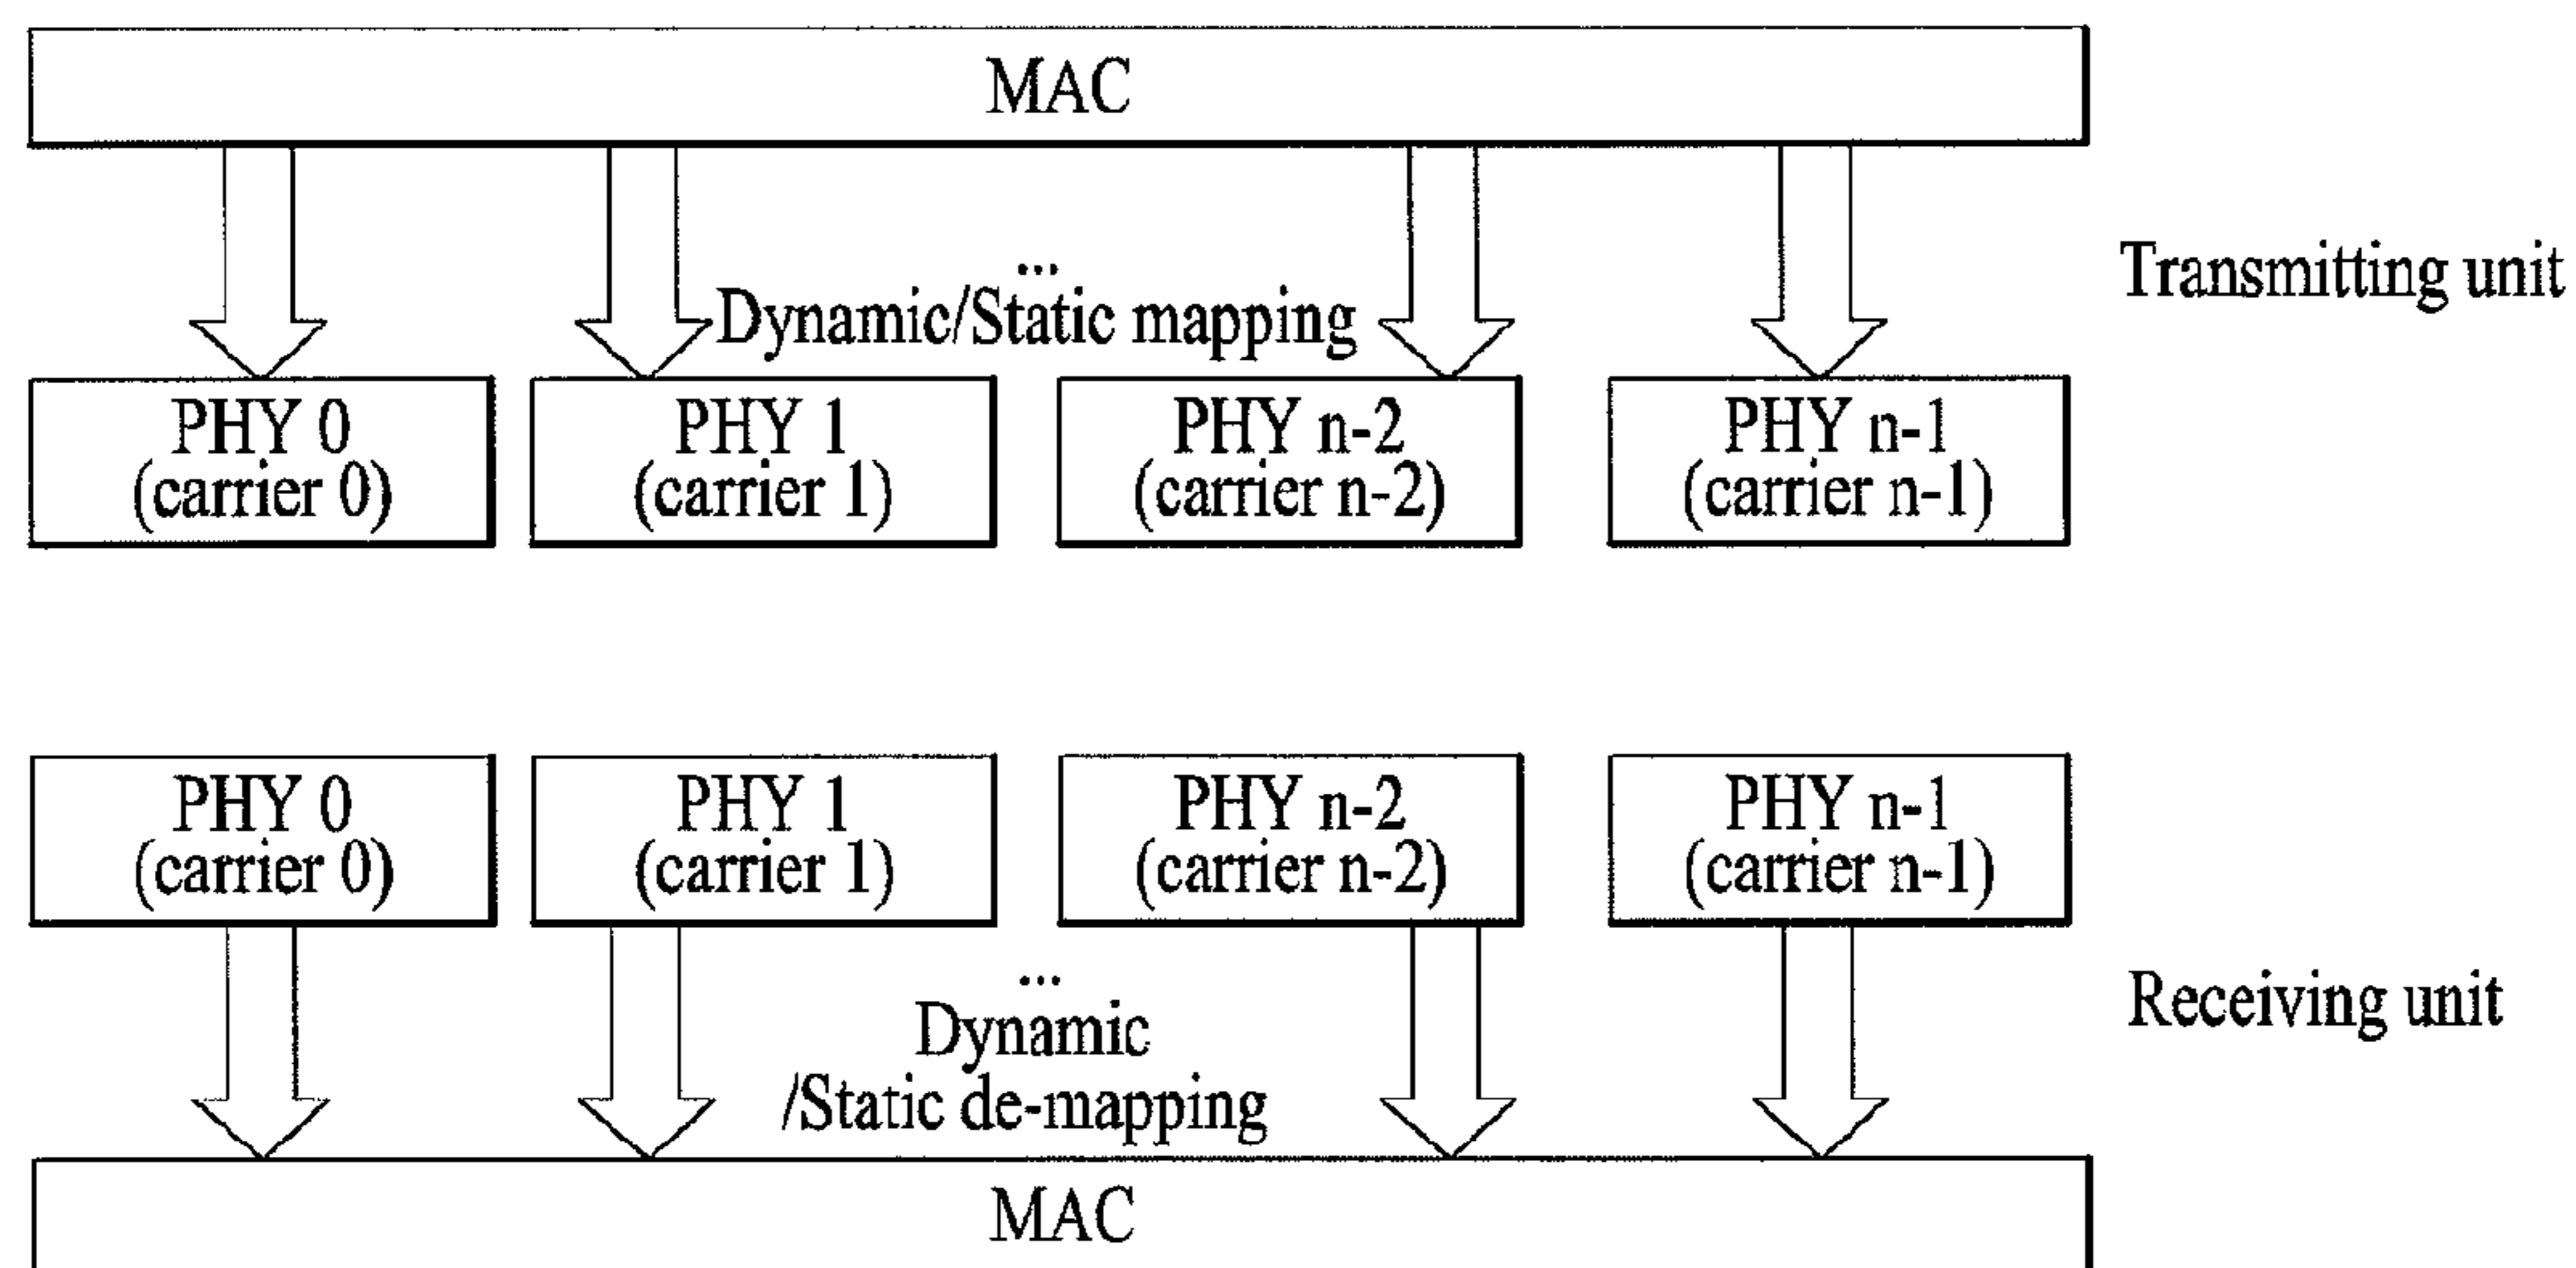 MAC
...
Dynamic/Static mapping
Transmitting unit
PHY 0
(carrier 0)
PHY 1
(carrier 1)
PHY n-2
(carrier n-2)
PHY n-1
(carrier n-1)
PHY 0
(carrier 0)
PHY 1
(carrier 1)
PHY n-2
(carrier n-2)
PHY n-1
(carrier n-1)
...
Dynamic
/Static de-mapping
Receiving unit
MAC